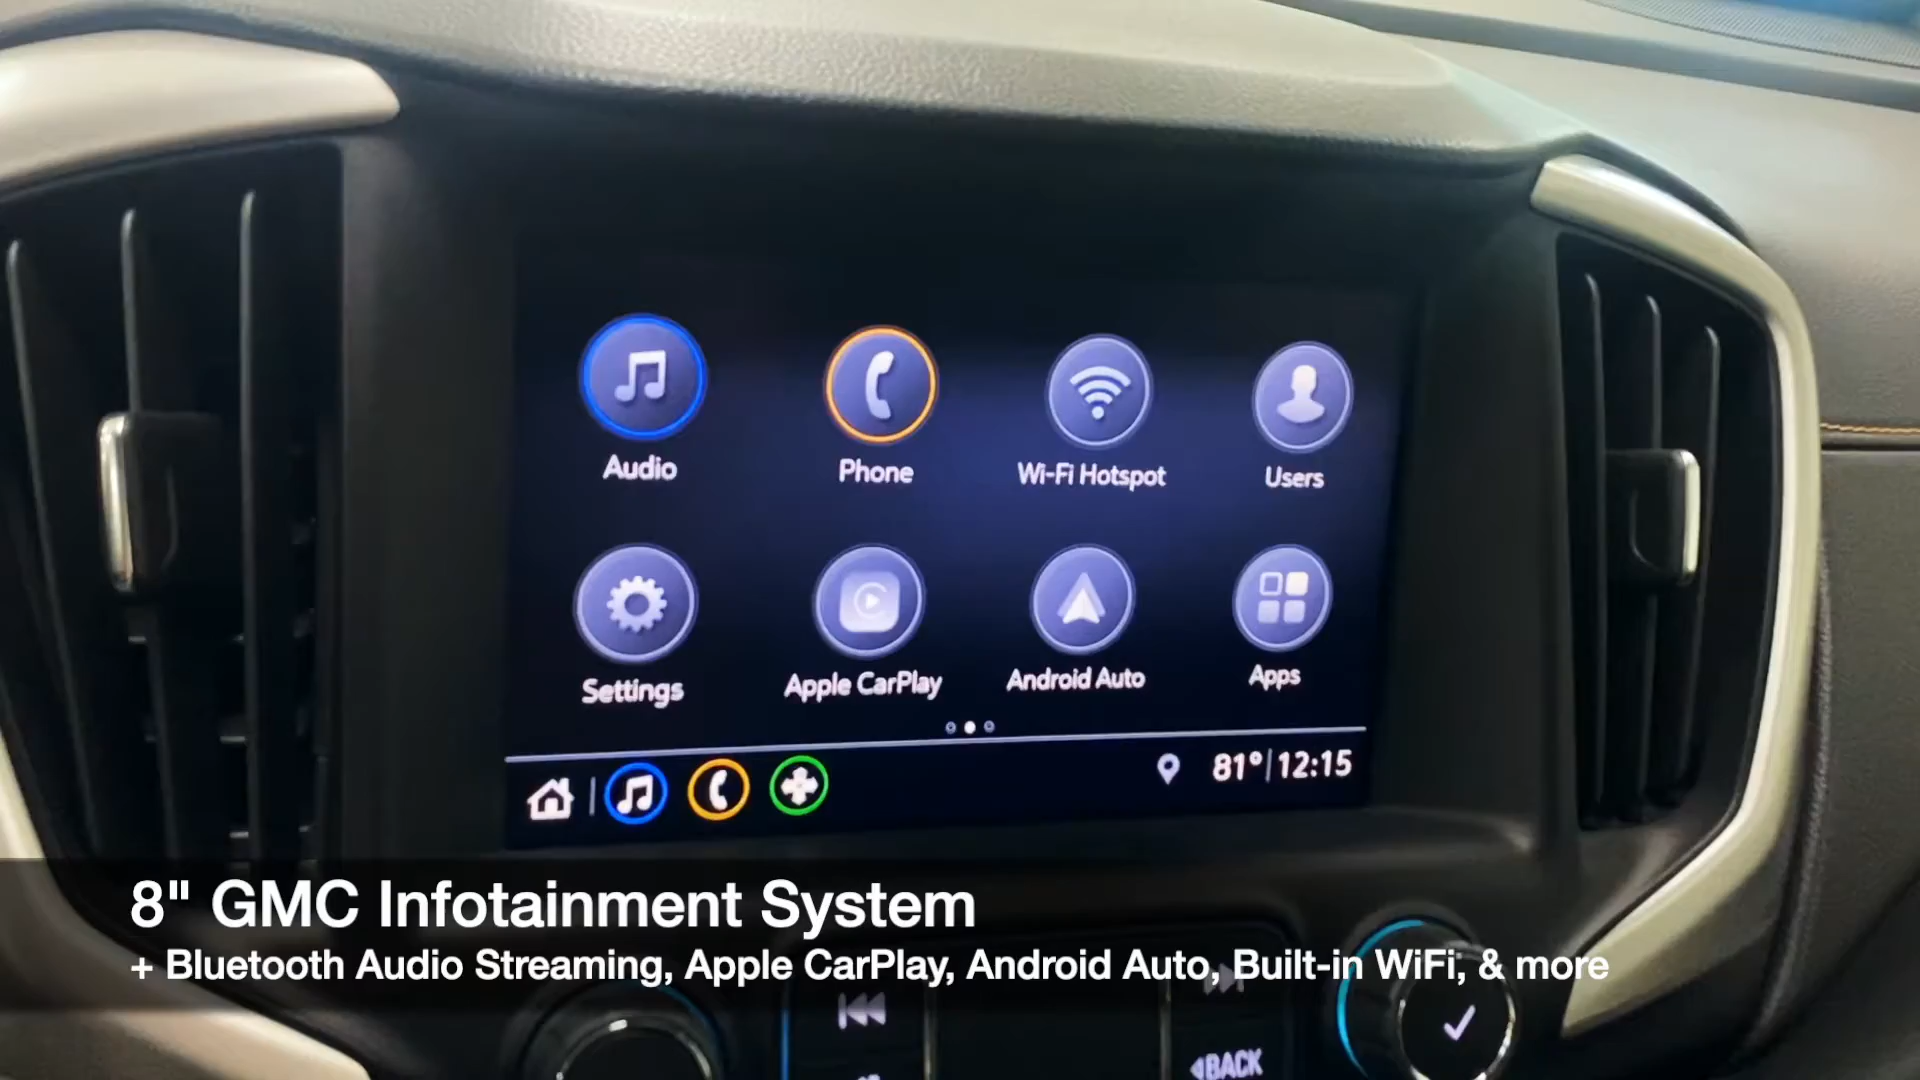 Audio
Phone
Wi-Fi Hotspot
Users
Settings
Apple CarPlay
Android Auto
Apps
81°|12:15
8" GMC Infotainment System
+ Bluetooth Audio Streaming, Apple CarPlay, Android Auto, Built-in WiFi, & more
BACK